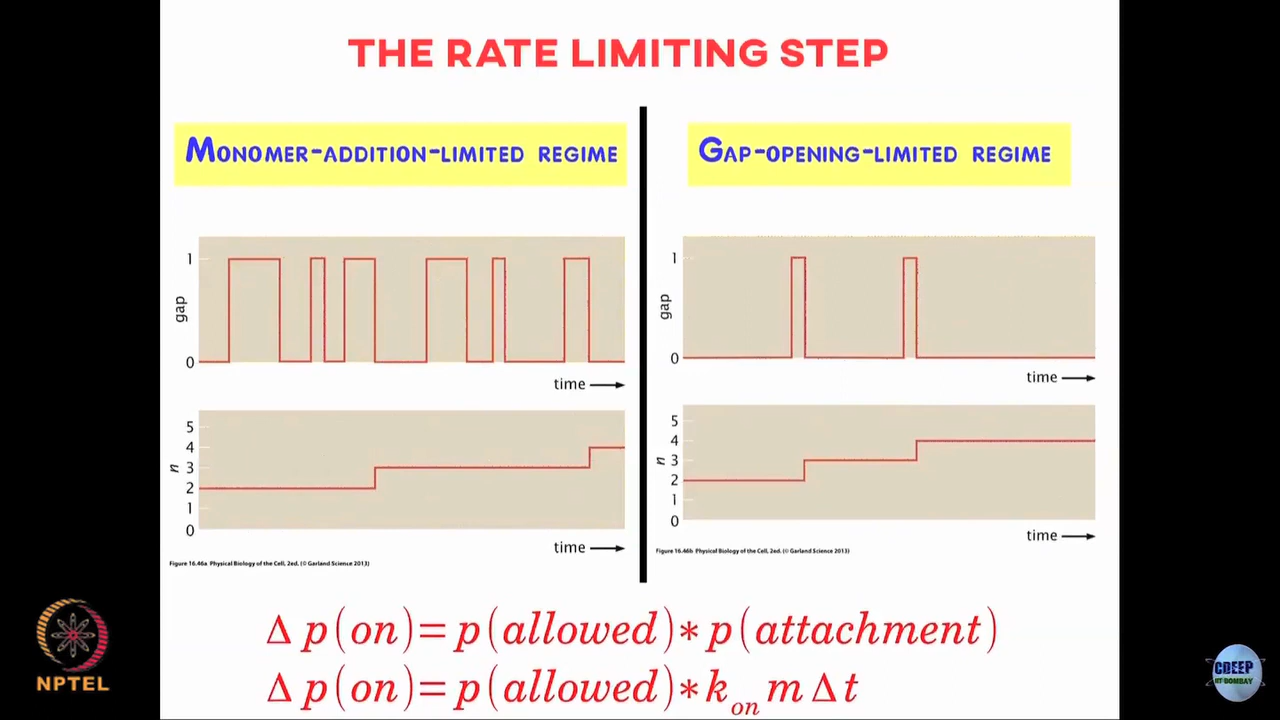 THE RATE LIMITING STEP
MONOMER-ADDITION-LIMITED REGIME
1
gap
0
time
5
4
n
3
2
1
0
time
Figure 16.46a Physical Biology of the Cell, 2ed. (© Garland Science 2013)
GAP-OPENING-LIMITED REGIME
1
gap
0
time
5
4
n
3
2
1
0
time
Figure 16.46b Physical Biology of the Cell, 2ed. (© Garland Science 2013)
Δ p(on)=p(allowed)*p(attachment)
Δ p(on)=p(allowed)*k_on m Δ t
NPTEL
CDEEP
IIT BOMBAY